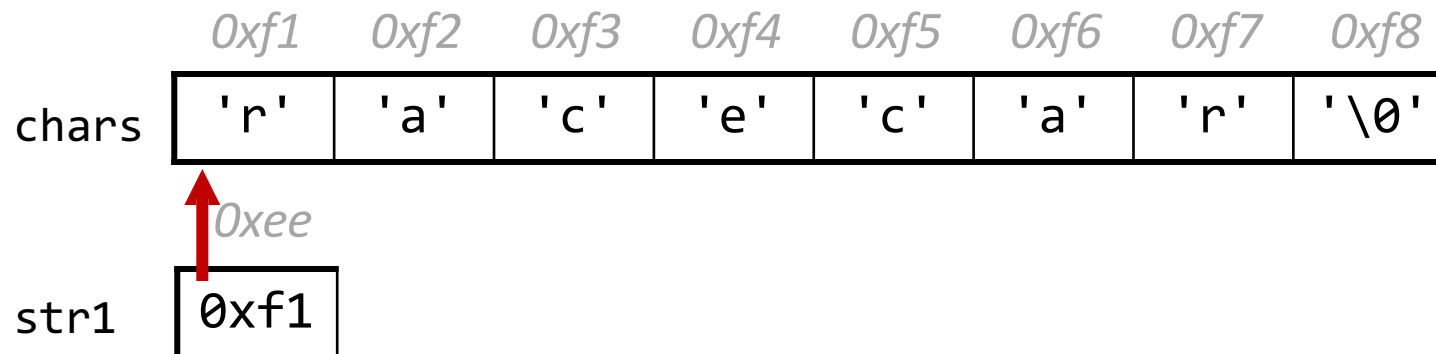 0xf1 0xf2 0xf3 0xf4 0xf5 0xf6 0xf7 0xf8
chars 'r' 'a' 'c' 'e' 'c' 'a' 'r' '\0'
0xee
str1 0xf1